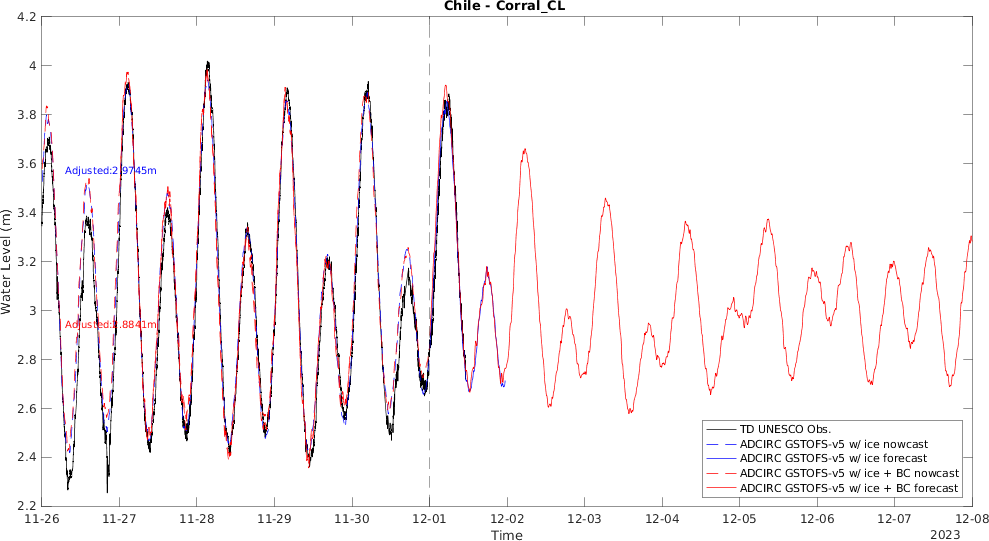 Chile - Corral_CL
4.2
4
3.8
3.6
3.4
3.2
3
2.8
2.6
2.4
2.2
Water Level (m)
Adjusted:2.9745m
TD UNESCO Obs.
ADCIRC GSTOFS-v5 w/ ice nowcast
ADCIRC GSTOFS-v5 w/ ice forecast
ADCIRC GSTOFS-v5 w/ ice + BC nowcast
ADCIRC GSTOFS-v5 w/ ice + BC forecast
11-26 11-27 11-28 11-29 11-30 12-01 12-02 12-03 12-04 12-05 12-06 12-07 12-08
Time
2023